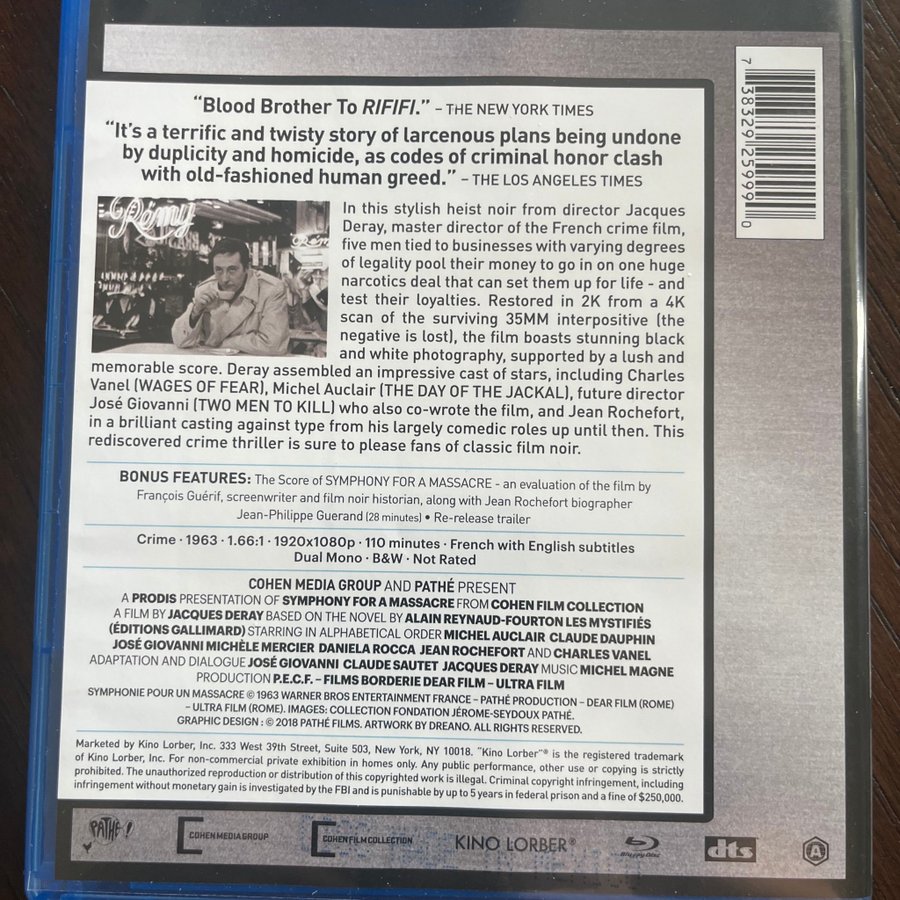 7 38329 25999 0
“Blood Brother To RIFIFI.” – THE NEW YORK TIMES
“It’s a terrific and twisty story of larcenous plans being undone
by duplicity and homicide, as codes of criminal honor clash
with old-fashioned human greed.” – THE LOS ANGELES TIMES
Rémy
In this stylish heist noir from director Jacques
Deray, master director of the French crime film,
five men tied to businesses with varying degrees
of legality pool their money to go in on one huge
narcotics deal that can set them up for life - and
test their loyalties. Restored in 2K from a 4K
scan of the surviving 35MM interpositive (the
negative is lost), the film boasts stunning black
and white photography, supported by a lush and
memorable score. Deray assembled an impressive cast of stars, including Charles
Vanel (WAGES OF FEAR), Michel Auclair (THE DAY OF THE JACKAL), future director
José Giovanni (TWO MEN TO KILL) who also co-wrote the film, and Jean Rochefort,
in a brilliant casting against type from his largely comedic roles up until then. This
rediscovered crime thriller is sure to please fans of classic film noir.
BONUS FEATURES: The Score of SYMPHONY FOR A MASSACRE - an evaluation of the film by
François Guérif, screenwriter and film noir historian, along with Jean Rochefort biographer
Jean-Philippe Guerand (28 minutes) • Re-release trailer
Crime · 1963 · 1.66:1 · 1920x1080p · 110 minutes · French with English subtitles
Dual Mono · B&W · Not Rated
COHEN MEDIA GROUP AND PATHÉ PRESENT
A PRODIS PRESENTATION OF SYMPHONY FOR A MASSACRE FROM COHEN FILM COLLECTION
A FILM BY JACQUES DERAY BASED ON THE NOVEL BY ALAIN REYNAUD-FOURTON LES MYSTIFIÉS
(ÉDITIONS GALLIMARD) STARRING IN ALPHABETICAL ORDER MICHEL AUCLAIR CLAUDE DAUPHIN
JOSÉ GIOVANNI MICHÈLE MERCIER DANIELA ROCCA JEAN ROCHEFORT AND CHARLES VANEL
ADAPTATION AND DIALOGUE JOSÉ GIOVANNI CLAUDE SAUTET JACQUES DERAY MUSIC MICHEL MAGNE
PRODUCTION P.E.C.F. – FILMS BORDERIE DEAR FILM – ULTRA FILM
SYMPHONIE POUR UN MASSACRE © 1963 WARNER BROS ENTERTAINMENT FRANCE – PATHÉ PRODUCTION – DEAR FILM (ROME)
– ULTRA FILM (ROME). IMAGES: COLLECTION FONDATION JÉROME-SEYDOUX PATHÉ.
GRAPHIC DESIGN : © 2018 PATHÉ FILMS. ARTWORK BY DREANO. ALL RIGHTS RESERVED.
Marketed by Kino Lorber, Inc. 333 West 39th Street, Suite 503, New York, NY 10018. “Kino Lorber”® is the registered trademark
of Kino Lorber, Inc. For non-commercial private exhibition in homes only. Any public performance, other use or copying is strictly
prohibited. The unauthorized reproduction or distribution of this copyrighted work is illegal. Criminal copyright infringement, including
infringement without monetary gain is investigated by the FBI and is punishable by up to 5 years in federal prison and a fine of $250,000.
PATHE! COHEN MEDIA GROUP COHEN FILM COLLECTION KINO LORBER® Blu-ray Disc dts A